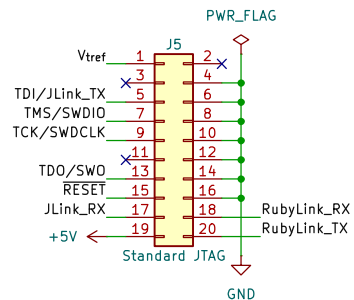 PWR_FLAG
J5
Vtref 1 2
3 4
TDI/JLink_TX 5 6
TMS/SWDIO 7 8
TCK/SWDCLK 9 10
11 12
TDO/SWO 13 14
RESET 15 16
JLink_RX 17 18 RubyLink_RX
+5V 19 20 RubyLink_TX
Standard JTAG
GND